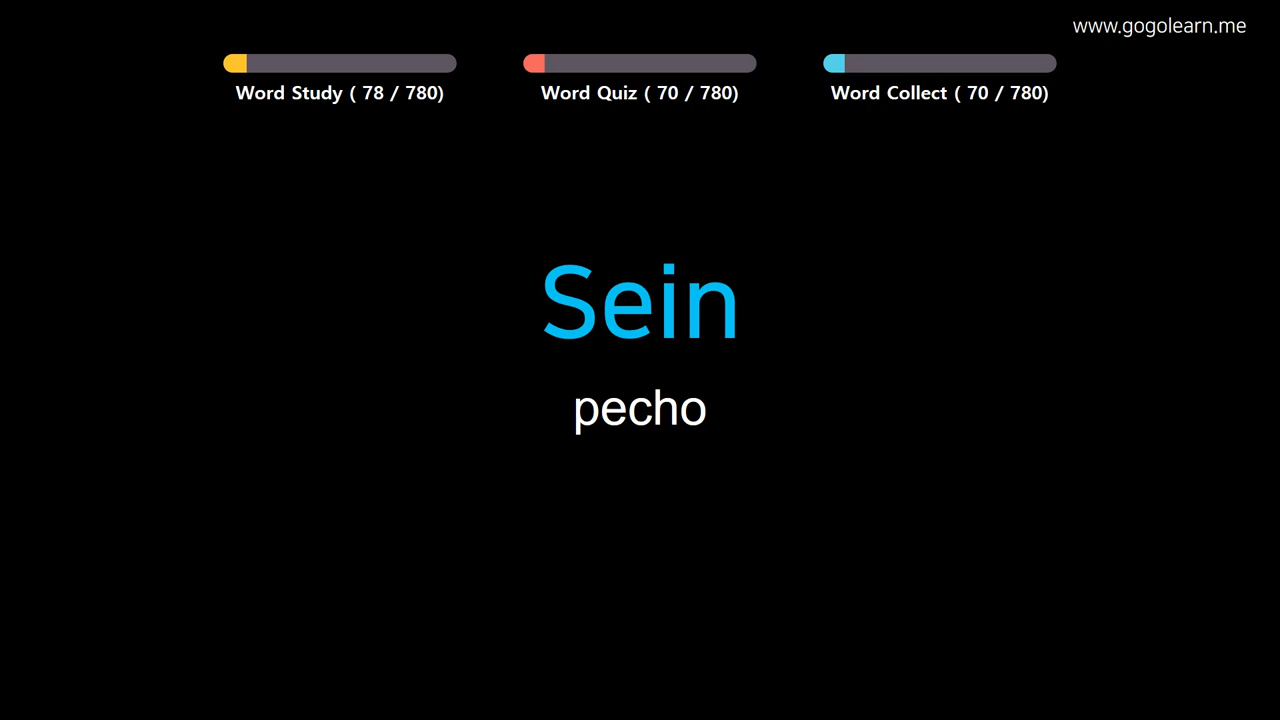 www.gogolearn.me
Word Study ( 78 / 780)
Word Quiz ( 70 / 780)
Word Collect ( 70 / 780)
Sein
pecho